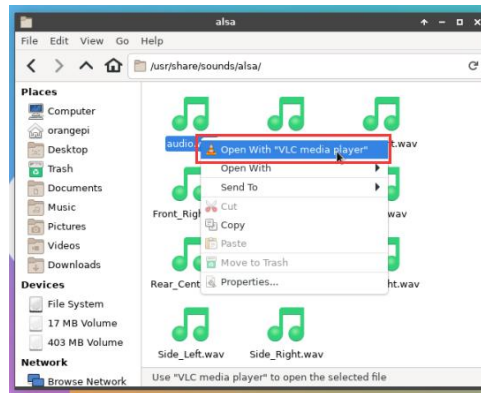 alsa
File Edit View Go Help
/usr/share/sounds/alsa/
Places
Computer
orangepi
Desktop
Trash
Documents
Music
Pictures
Videos
Downloads
Devices
File System
17 MB Volume
403 MB Volume
Network
Browse Network
audio.
t.wav
Open With "VLC media player"
Open With
Send To
Cut
Copy
Paste
Move to Trash
Properties...
Front_Righ
wav
Rear_Cent
ht.wav
Side_Left.wav Side_Right.wav
Use "VLC media player" to open the selected file